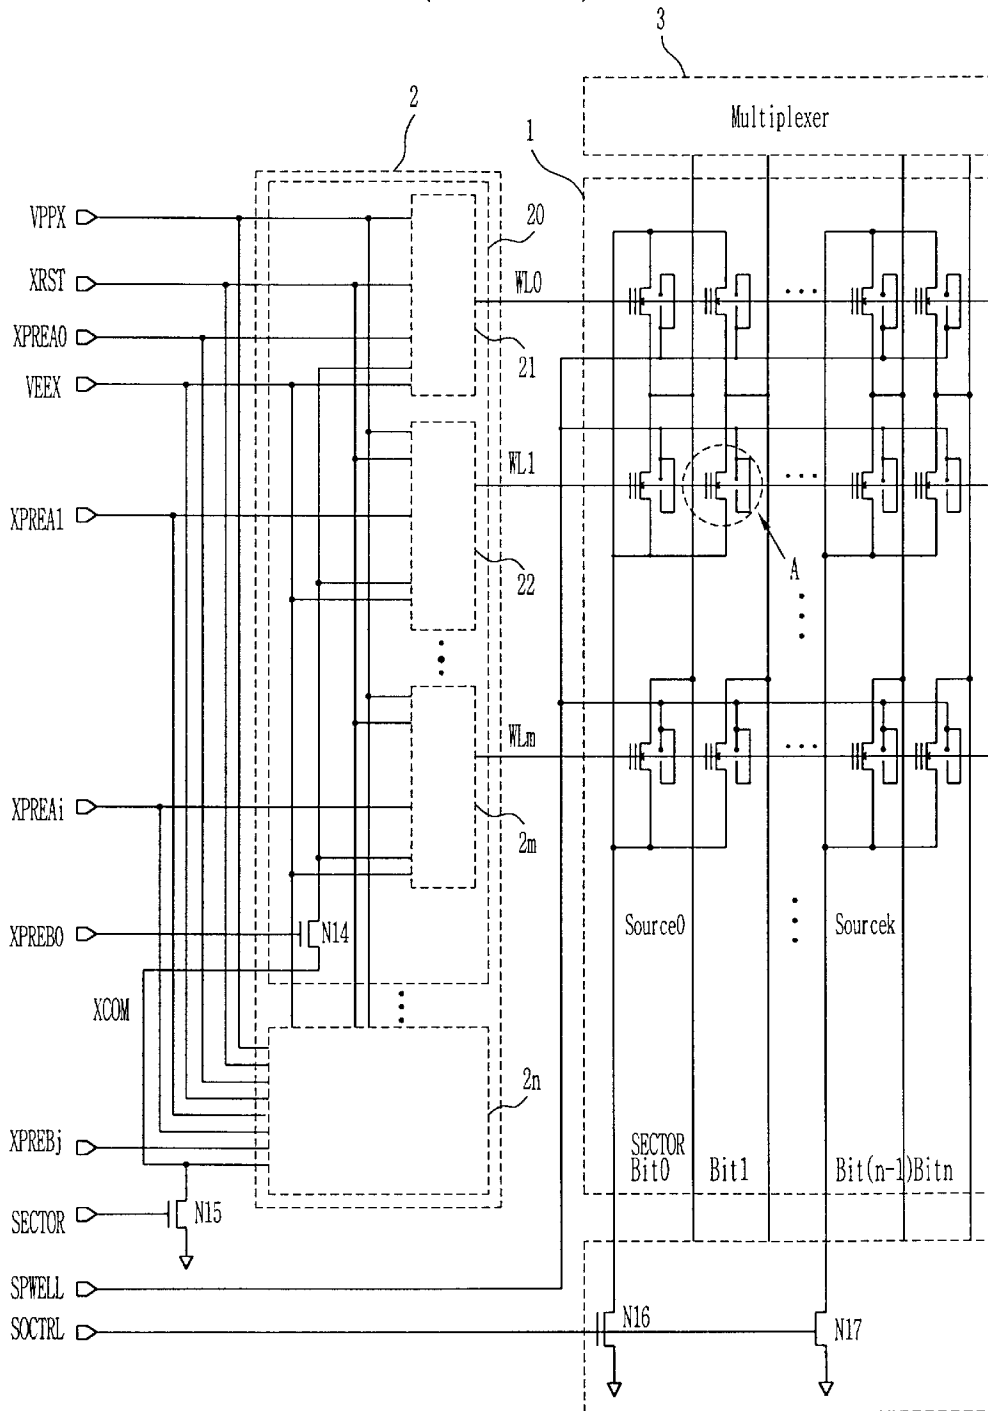 3
Multiplexer
2
1
VPPX
20
XRST
WL0
XPREA0
21
VEEX
WL1
XPREA1
22
A
WLm
XPREAi
2m
XPREB0
N14
Source0
Sourcek
XCOM
2n
XPREBj
SECTOR
Bit0
Bit1
Bit(n-1)Bitn
SECTOR
N15
SPWELL
SOCTRL
N16
N17